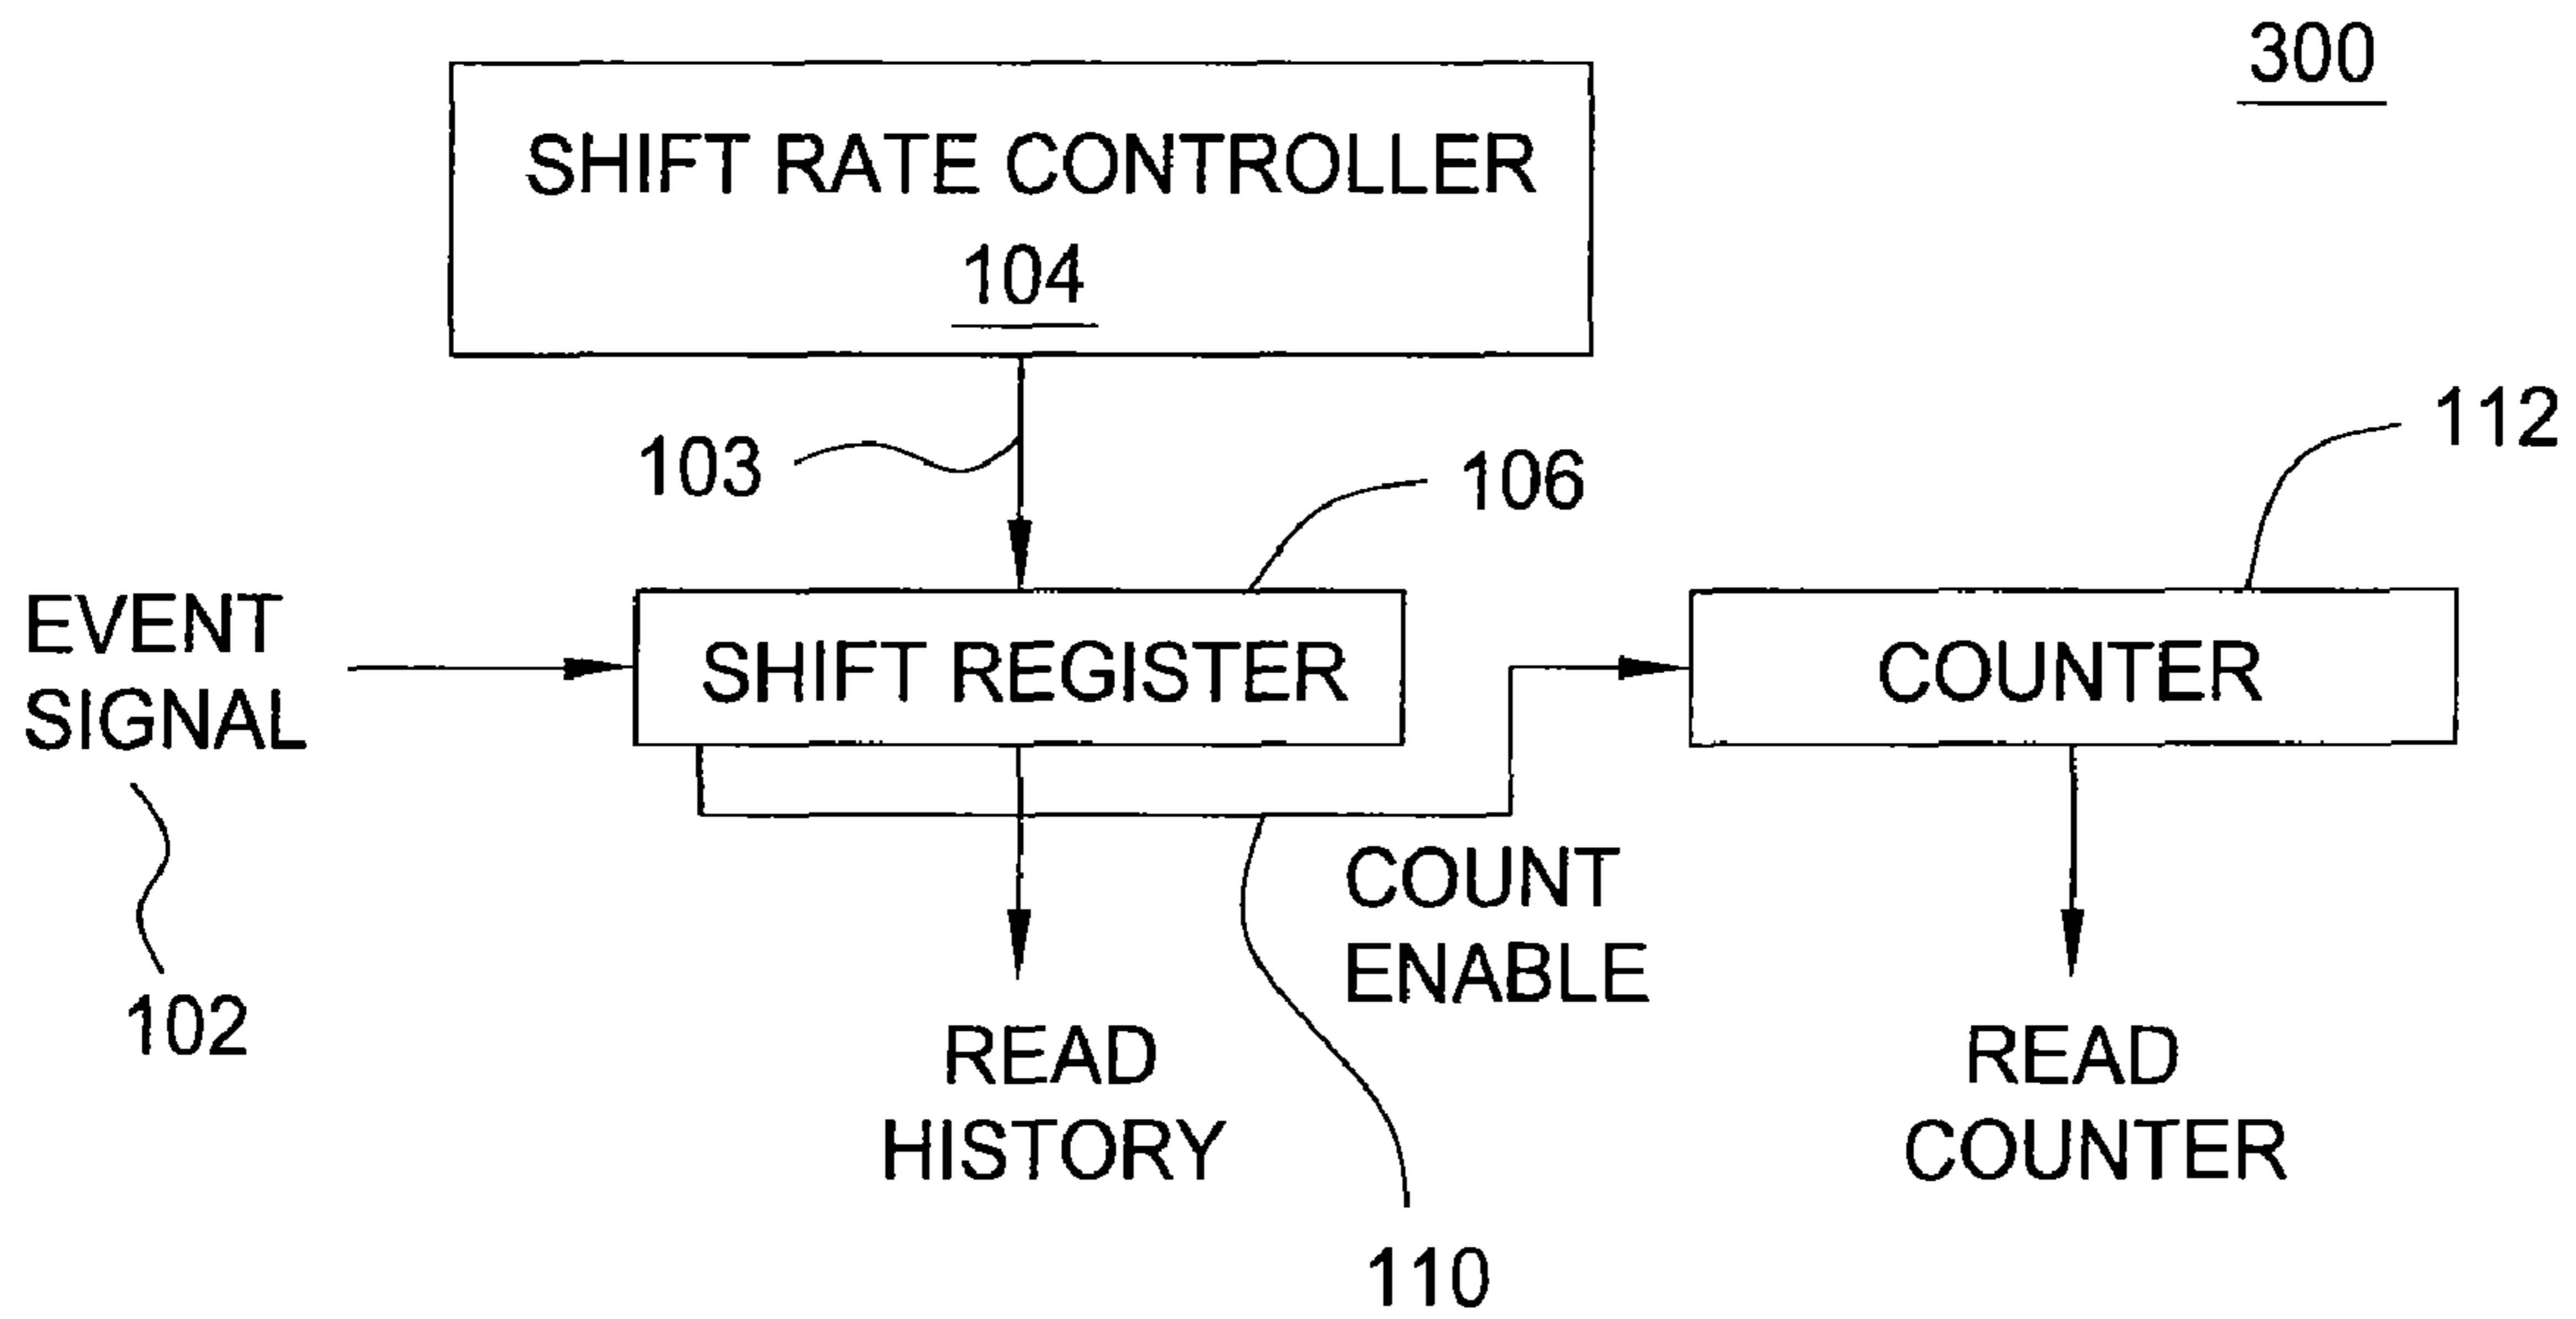 300
SHIFT RATE CONTROLLER
104
103
106
112
EVENT
SIGNAL
SHIFT REGISTER
COUNTER
COUNT
ENABLE
102
READ
HISTORY
READ
COUNTER
110